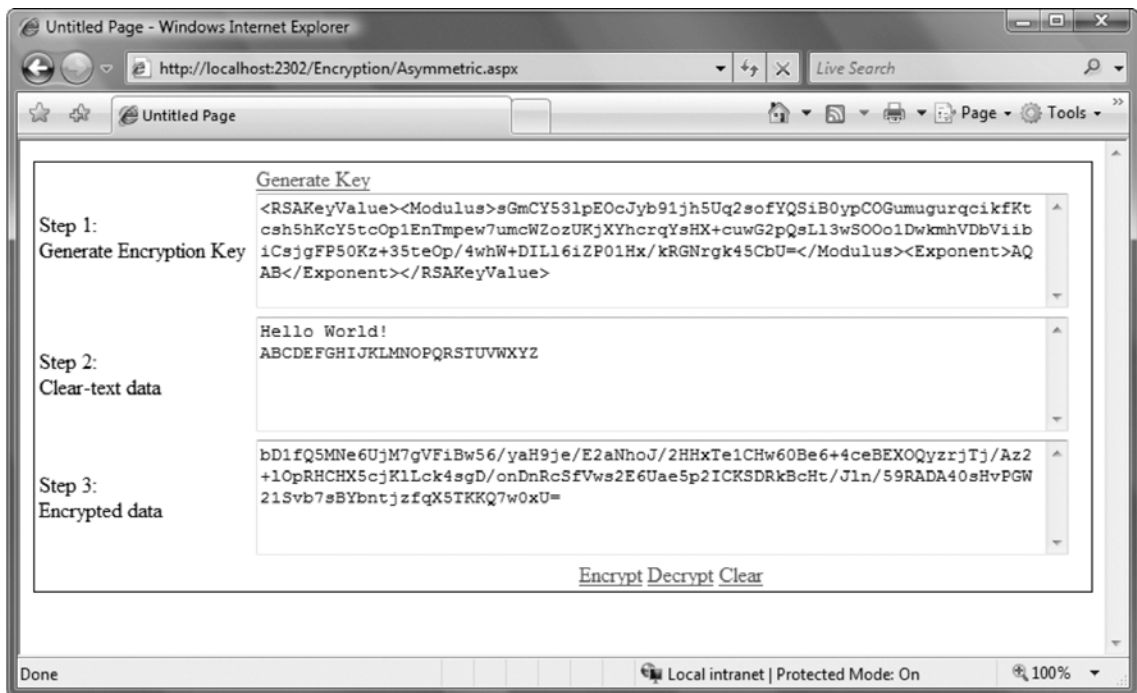 Untitled Page - Windows Internet Explorer
http://localhost:2302/Encryption/Asymmetric.aspx
Live Search
Untitled Page
Page
Tools
Generate Key
Step 1:
Generate Encryption Key
<RSAKeyValue><Modulus>sGmCY53lpEOcJyb91jh5Uq2sofYQSiB0ypCOGumugurqcikfKt
csh5hKcY5tcOp1EnTmpew7umcWZozUKjXYhcrqYsHX+cuwG2pQsLl3wSOOo1DwkmhVDbViib
iCsjgFP50Kz+35teOp/4whW+DILl6iZP01Hx/kRGNrgk45CbU=</Modulus><Exponent>AQ
AB</Exponent></RSAKeyValue>
Step 2:
Clear-text data
Hello World!
ABCDEFGHIJKLMNOPQRSTUVWXYZ
Step 3:
Encrypted data
bD1fQ5MNe6UjM7gVFiBw56/yaH9je/E2aNhoJ/2HHxTe1CHw60Be6+4ceBEXOQyzrjTj/Az2
+lOpRHCHX5cjKlLck4sgD/onDnRcSfVws2E6Uae5p2ICKSDRkBcHt/Jln/59RADA40sHvPGW
21Svb7sBYbntjzfqX5TKKQ7w0xU=
Encrypt Decrypt Clear
Done
Local intranet | Protected Mode: On
100%